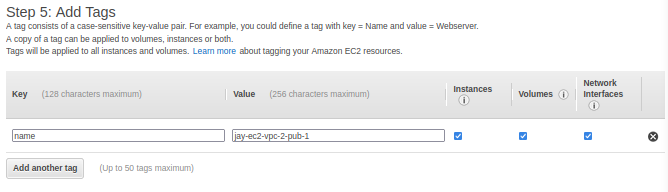 Step 5: Add Tags
A tag consists of a case-sensitive key-value pair. For example, you could define a tag with key = Name and value = Webserver.
A copy of a tag can be applied to volumes, instances or both.
Tags will be applied to all instances and volumes. Learn more about tagging your Amazon EC2 resources.
Key (128 characters maximum) Value (256 characters maximum) Instances Volumes Network Interfaces
name jay-ec2-vpc-2-pub-1
Add another tag (Up to 50 tags maximum)